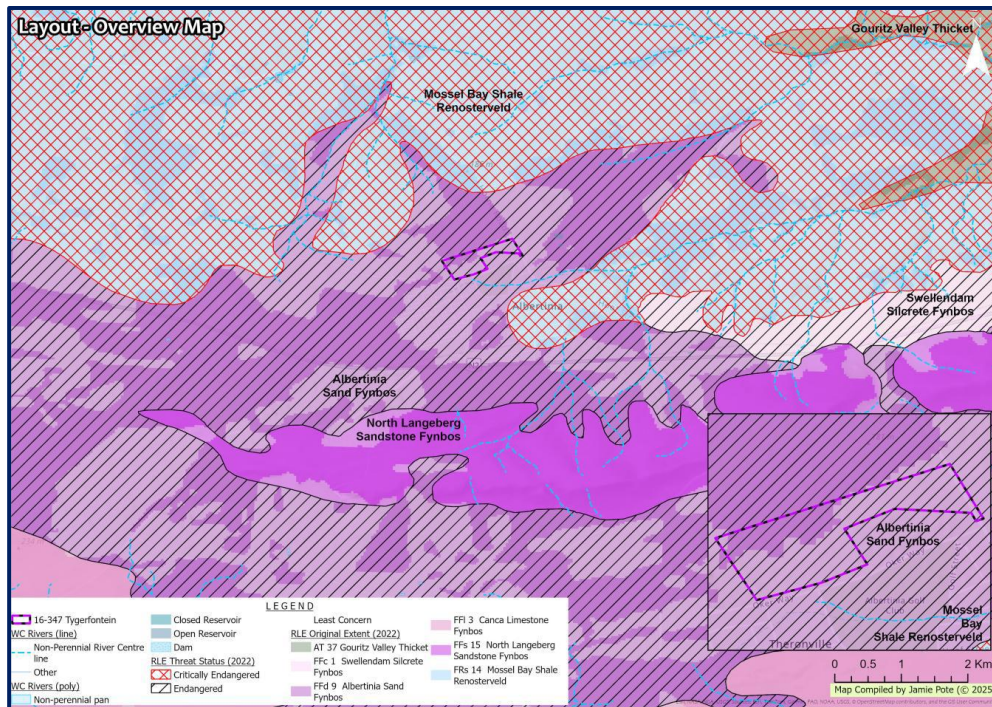 Layout - Overview Map
Gouritz Valley Thicket
Mossel Bay Shale
Renosterveld
Albertinia
Swellendam
Silcrete Fynbos
Albertinia
Sand Fynbos
North Langeberg
Sandstone Fynbos
Albertinia
Sand Fynbos
Albertinia Golf
Club
Mossel
Bay
Shale Renosterveld
Theronville
0 0.5 1 2 Km
Map Compiled by Jamie Pote (© 2025
LEGEND
16-347 Tygerfontein
WC Rivers (line)
Non-Perennial River Centre
line
Other
WC Rivers (poly)
Non-perennial pan
Closed Reservoir
Open Reservoir
Dam
RLE Threat Status (2022)
Critically Endangered
Endangered
Least Concern
RLE Original Extent (2022)
AT 37 Gouritz Valley Thicket
FFc 1 Swellendam Silcrete
Fynbos
FFd 9 Albertinia Sand
Fynbos
FFl 3 Canca Limestone
Fynbos
FFs 15 North Langeberg
Sandstone Fynbos
FRs 14 Mossel Bay Shale
Renosterveld